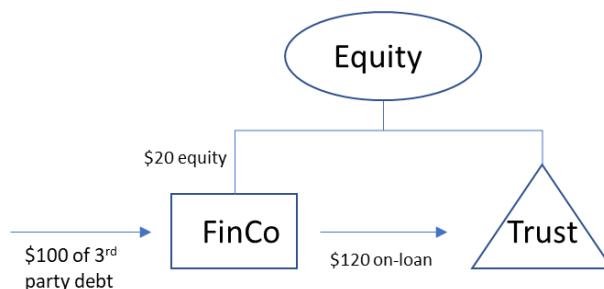 Equity
$20 equity
FinCo
Trust
$100 of 3rd
party debt
$120 on-loan